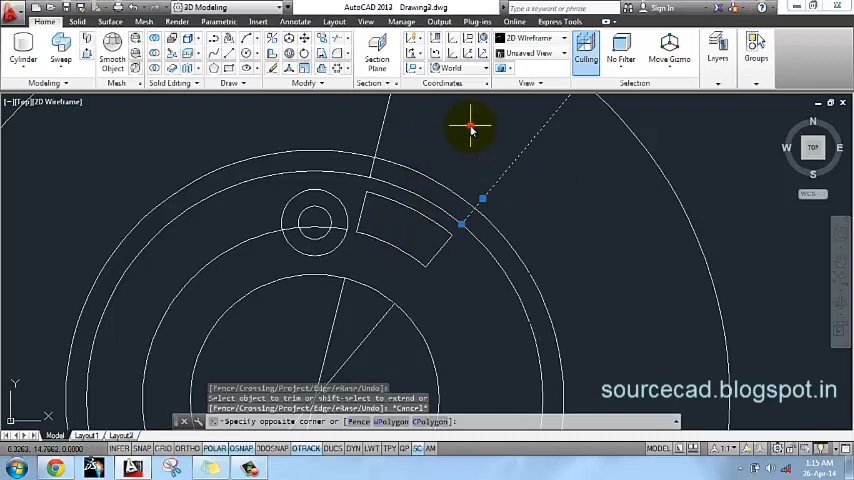 3D Modeling
AutoCAD 2013 Drawing3.dwg
Type a keyword or phrase
Sign In
Home Solid Surface Mesh Render Parametric Insert Annotate Layout View Manage Output Plug-ins Online Express Tools
Cylinder
Sweep
Smooth Object
Section Plane
World
2D Wireframe
Unsaved View
Culling
No Filter
Move Gizmo
Layers
Groups
Modeling
Solid Editing
Draw
Modify
Section
Coordinates
View
Selection
[−][Top][2D Wireframe]
N
W
TOP
E
S
WCS
[Fence/Crossing/Project/Edge/eRase/Undo]:
Select object to trim or shift-select to extend or
[Fence/Crossing/Project/Edge/eRase/Undo]: *Cancel*
Specify opposite corner or [Fence WPolygon CPolygon]:
Y
X
sourcecad.blogspot.in
Model Layout1 Layout2
INFER SNAP GRID ORTHO POLAR OSNAP 3DOSNAP OTRACK DUCS DYN LWT TPY QP SC AM
MODEL
1:1
1:15 AM
26-Apr-14